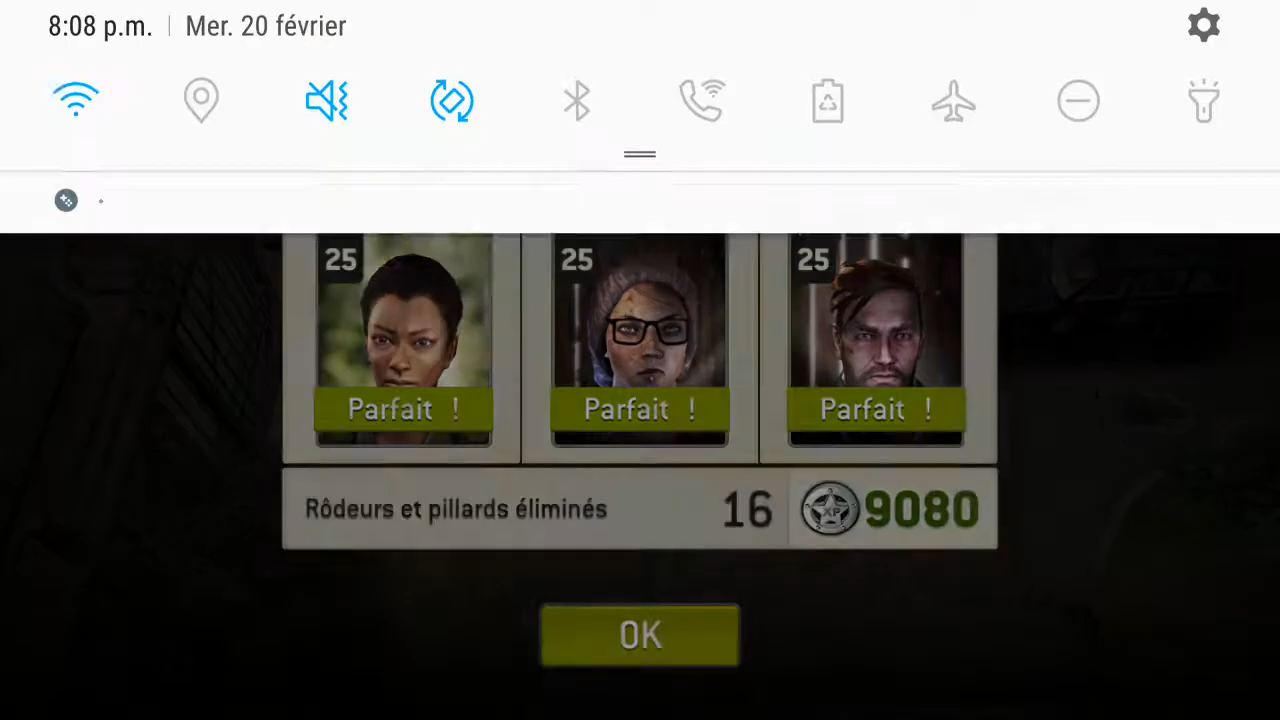 8:08 p.m. | Mer. 20 février
25 25 25
Parfait ! Parfait ! Parfait !
Rôdeurs et pillards éliminés 16 XP 9080
OK